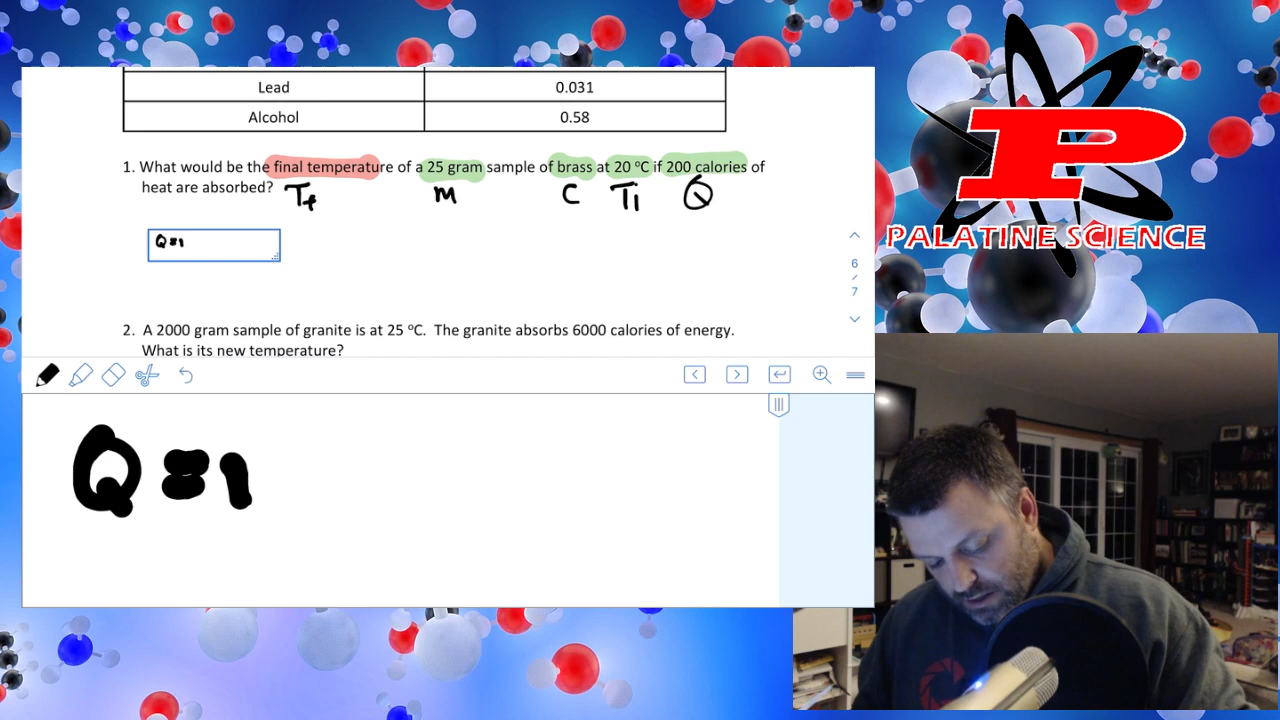 Lead 0.031
Alcohol 0.58
1. What would be the final temperature of a 25 gram sample of brass at 20 °C if 200 calories of
heat are absorbed?
Tf m C Ti Q
Q=1
6
/
7
2. A 2000 gram sample of granite is at 25 °C. The granite absorbs 6000 calories of energy.
What is its new temperature?
Q=1
P
PALATINE SCIENCE